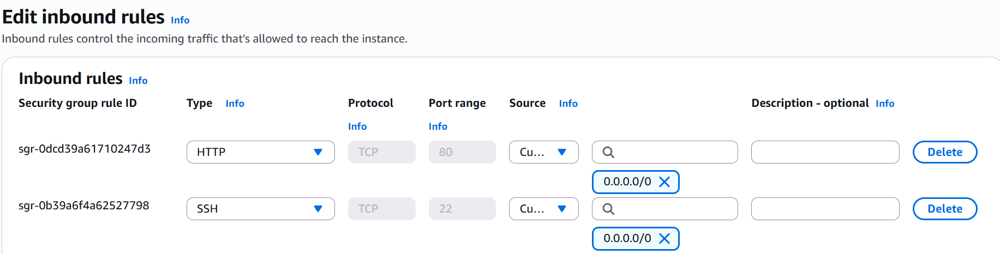 Edit inbound rules Info
Inbound rules control the incoming traffic that's allowed to reach the instance.
Inbound rules Info
Security group rule ID Type Info Protocol Port range Source Info Description - optional Info
Info Info
sgr-0dcd39a61710247d3 HTTP TCP 80 Cu... Delete
0.0.0.0/0
sgr-0b39a6f4a62527798 SSH TCP 22 Cu... Delete
0.0.0.0/0